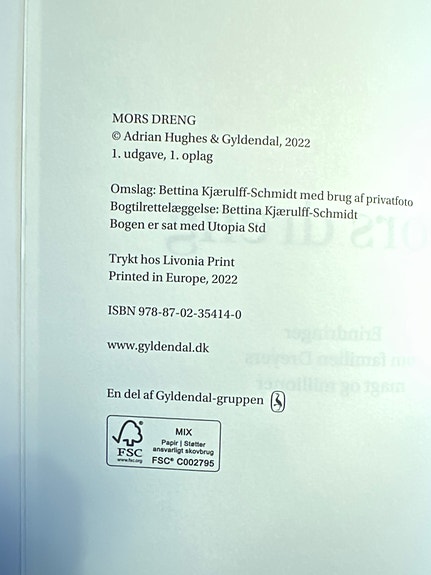 MORS DRENG
© Adrian Hughes & Gyldendal, 2022
1. udgave, 1. oplag
Omslag: Bettina Kjærulff-Schmidt med brug af privatfoto
Bogtilrettelæggelse: Bettina Kjærulff-Schmidt
Bogen er sat med Utopia Std
Trykt hos Livonia Print
Printed in Europe, 2022
ISBN 978-87-02-35414-0
www.gyldendal.dk
En del af Gyldendal-gruppen
FSC
www.fsc.org
MIX
Papir | Støtter
ansvarligt skovbrug
FSC® C002795